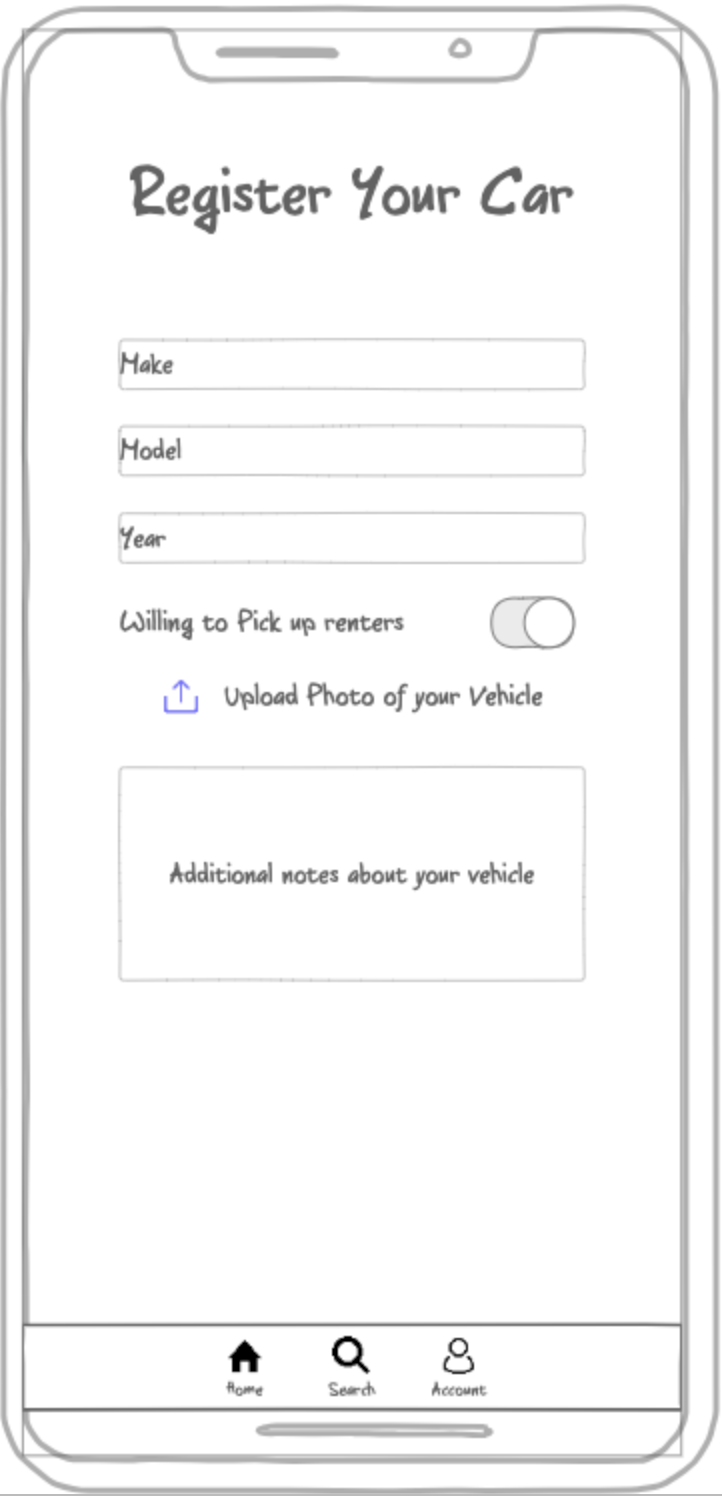 Register Your Car
Make
Model
Year
Willing to Pick up renters
Upload Photo of your Vehicle
Additional notes about your vehicle
Home
Search
Account